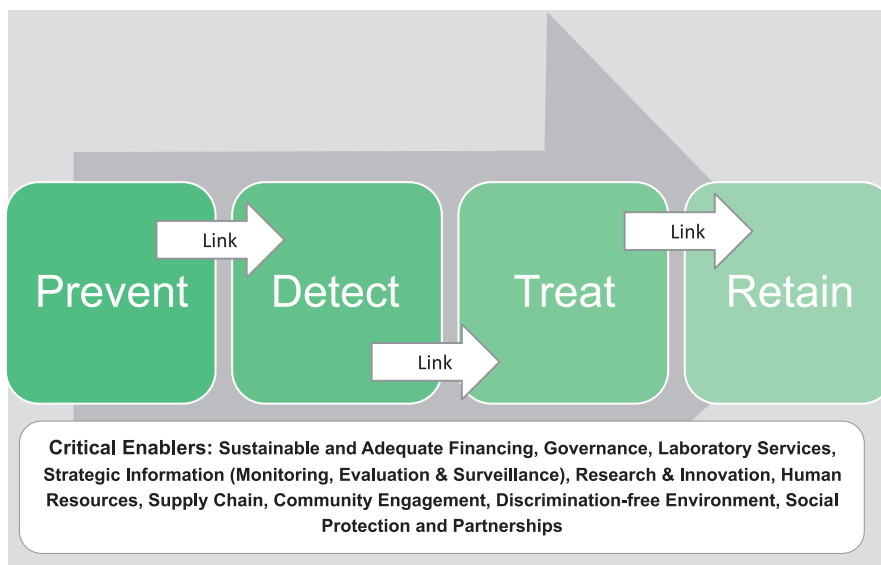 Prevent
Link
Detect
Link
Treat
Link
Retain
Critical Enablers: Sustainable and Adequate Financing, Governance, Laboratory Services,
Strategic Information (Monitoring, Evaluation & Surveillance), Research & Innovation, Human
Resources, Supply Chain, Community Engagement, Discrimination-free Environment, Social
Protection and Partnerships